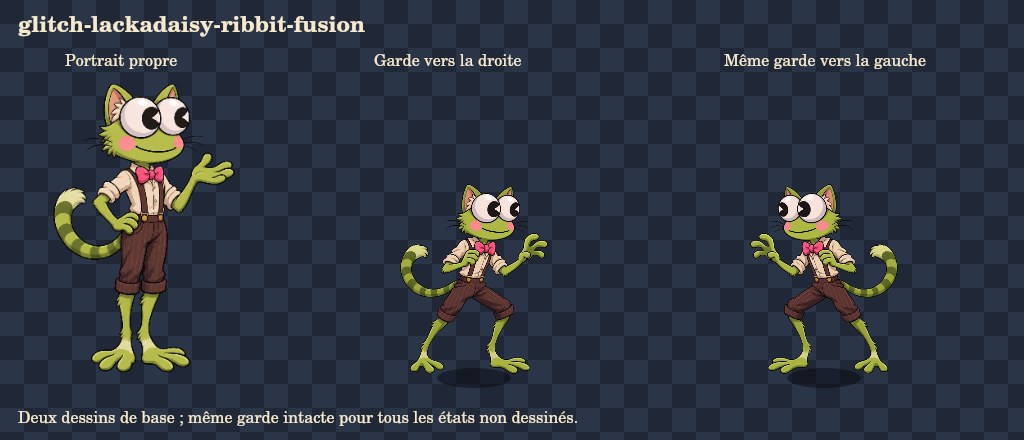 glitch-lackadaisy-ribbit-fusion
Portrait propre
Garde vers la droite
Même garde vers la gauche
Deux dessins de base ; même garde intacte pour tous les états non dessinés.